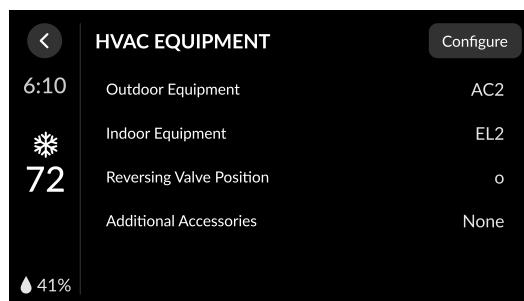 HVAC EQUIPMENT Configure
6:10
Outdoor Equipment AC2
Indoor Equipment EL2
72
Reversing Valve Position o
Additional Accessories None
41%